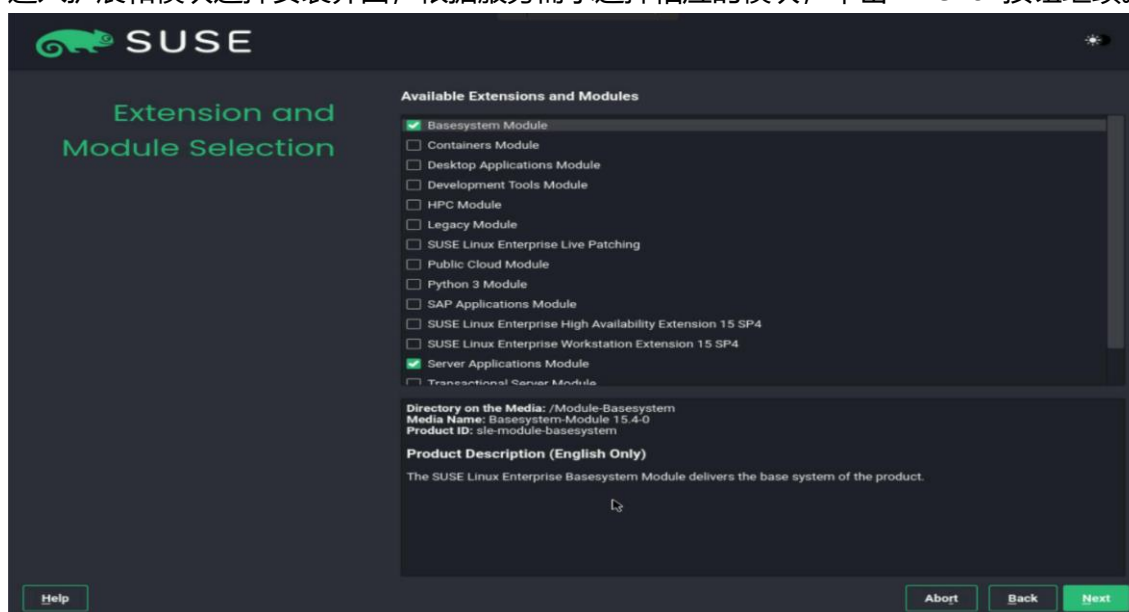 SUSE
Extension and
Module Selection
Available Extensions and Modules
Basesystem Module
Containers Module
Desktop Applications Module
Development Tools Module
HPC Module
Legacy Module
SUSE Linux Enterprise Live Patching
Public Cloud Module
Python 3 Module
SAP Applications Module
SUSE Linux Enterprise High Availability Extension 15 SP4
SUSE Linux Enterprise Workstation Extension 15 SP4
Server Applications Module
Transactional Server Module
Directory on the Media: /Module-Basesystem
Media Name: Basesystem-Module 15.4-0
Product ID: sle-module-basesystem
Product Description (English Only)
The SUSE Linux Enterprise Basesystem Module delivers the base system of the product.
Help
Abort
Back
Next